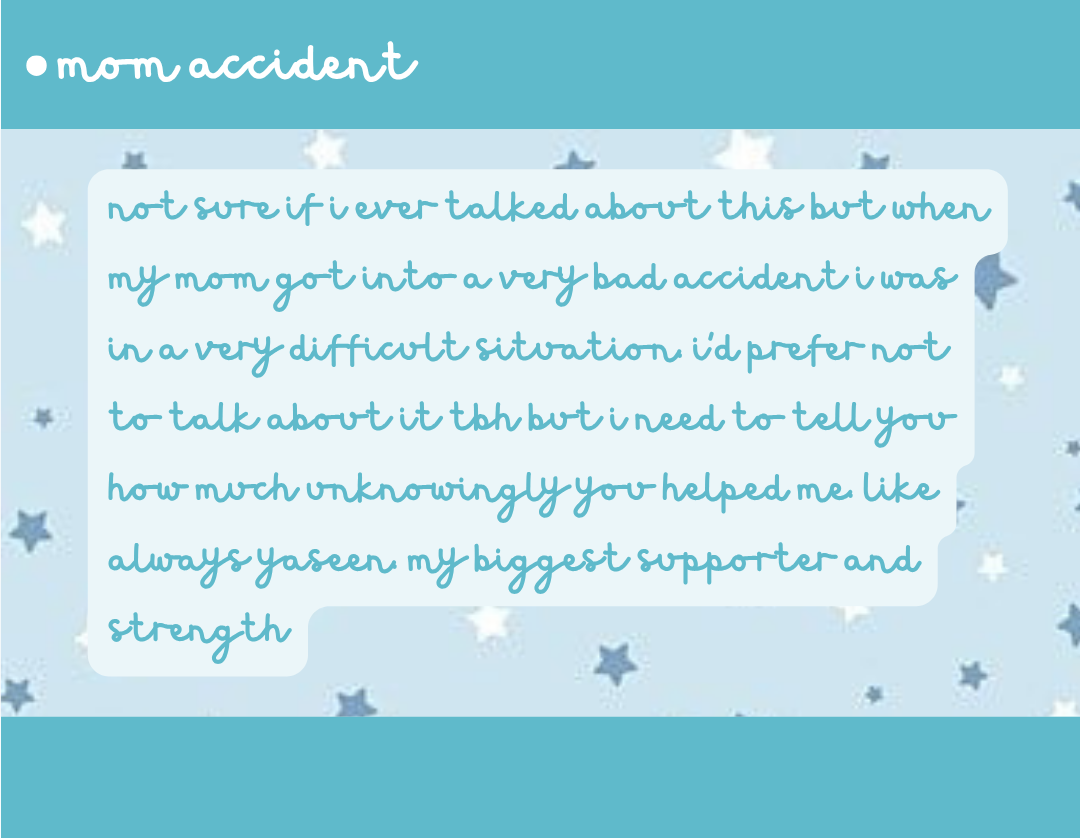 • mom accident
not sure if i ever talked about this but when
my mom got into a very bad accident i was
in a very difficult situation. i'd prefer not
to talk about it tbh but i need to tell you
how much unknowingly you helped me. like
always yaseen. my biggest supporter and
strength